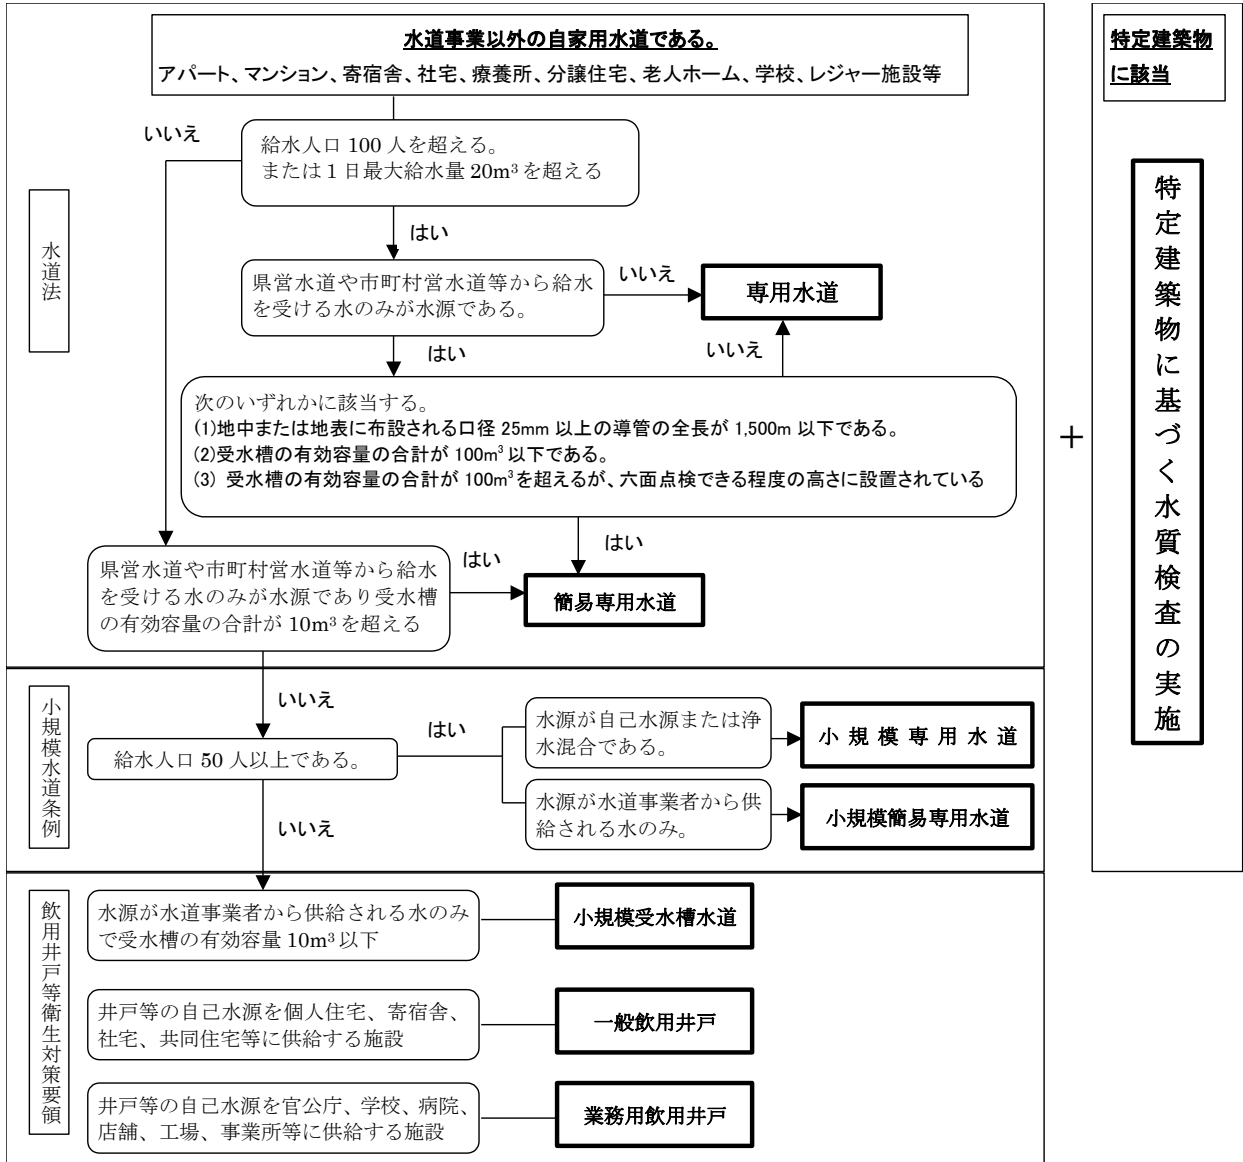 水道事業以外の自家用水道である。
アパート、マンション、寄宿舎、社宅、療養所、分譲住宅、老人ホーム、学校、レジャー施設等
特定建築物
に該当
水道法
いいえ
給水人口 100 人を超える。
または１日最大給水量 20m³ を超える
はい
県営水道や市町村営水道等から給水
を受ける水のみが水源である。
いいえ
専用水道
はい
いいえ
次のいずれかに該当する。
(1)地中または地表に布設される口径 25mm 以上の導管の全長が 1,500m 以下である。
(2)受水槽の有効容量の合計が 100m³ 以下である。
(3) 受水槽の有効容量の合計が 100m³を超えるが、六面点検できる程度の高さに設置されている
はい
県営水道や市町村営水道等から給水
を受ける水のみが水源であり受水槽
の有効容量の合計が 10m³ を超える
はい
簡易専用水道
＋
特定建築物に基づく水質検査の実施
小規模水道条例
いいえ
給水人口 50 人以上である。
はい
水源が自己水源または浄
水混合である。
小規模専用水道
水源が水道事業者から供
給される水のみ。
小規模簡易専用水道
いいえ
飲用井戸等衛生対策要領
水源が水道事業者から供給される水のみ
で受水槽の有効容量 10m³ 以下
小規模受水槽水道
井戸等の自己水源を個人住宅、寄宿舎、
社宅、共同住宅等に供給する施設
一般飲用井戸
井戸等の自己水源を官公庁、学校、病院、
店舗、工場、事業所等に供給する施設
業務用飲用井戸